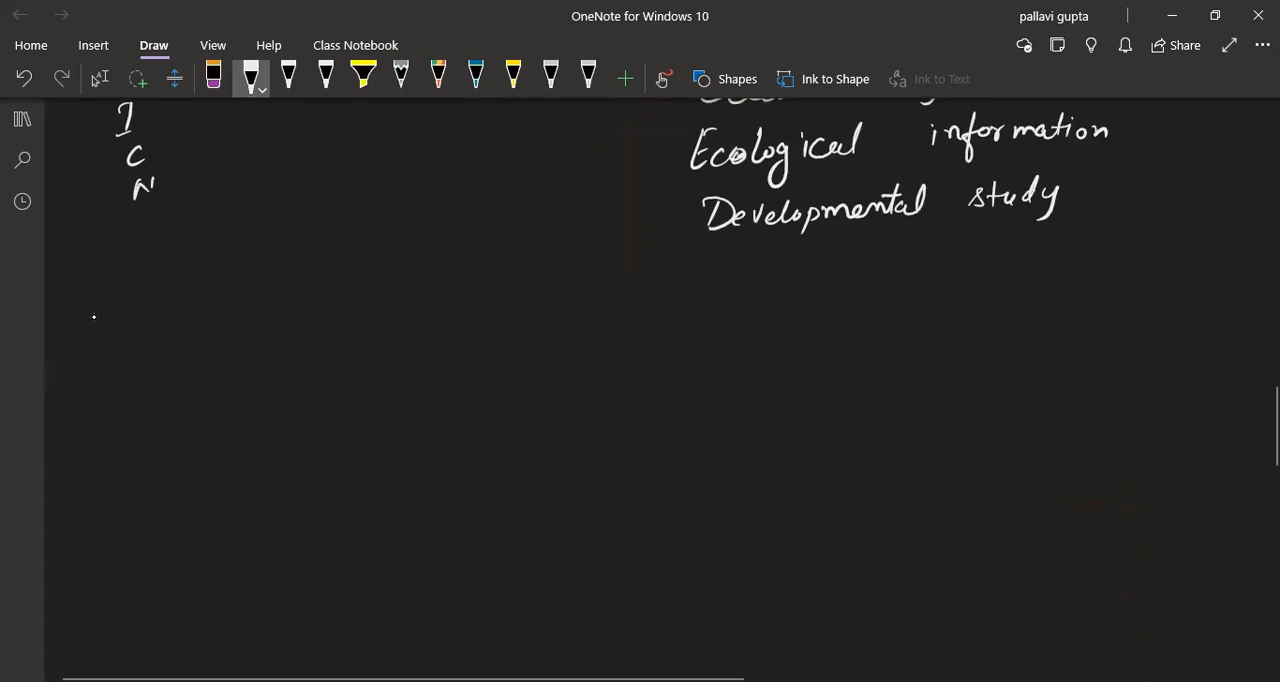 OneNote for Windows 10
pallavi gupta
Home Insert Draw View Help Class Notebook
Share
Shapes Ink to Shape Ink to Text
I
C
N
Ecological information
Developmental study